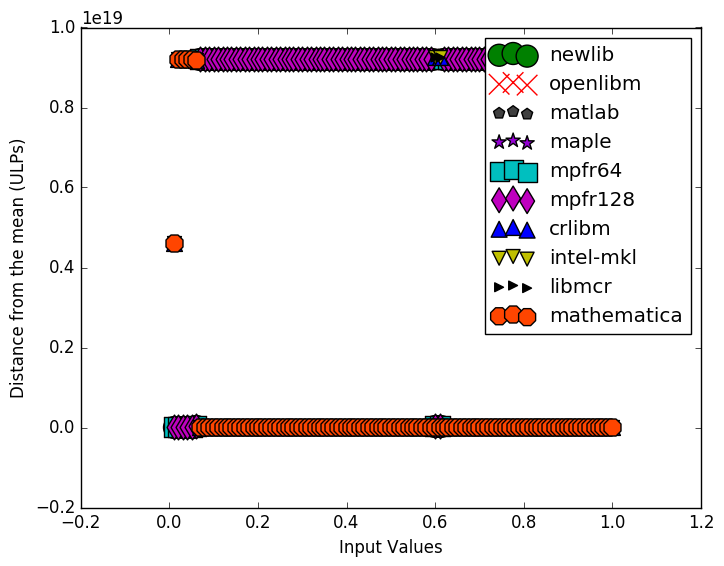 1e19
1.0
0.8
0.6
0.4
0.2
0.0
−0.2
Distance from the mean (ULPs)
newlib
openlibm
matlab
maple
mpfr64
mpfr128
crlibm
intel-mkl
libmcr
mathematica
−0.2 0.0 0.2 0.4 0.6 0.8 1.0 1.2
Input Values